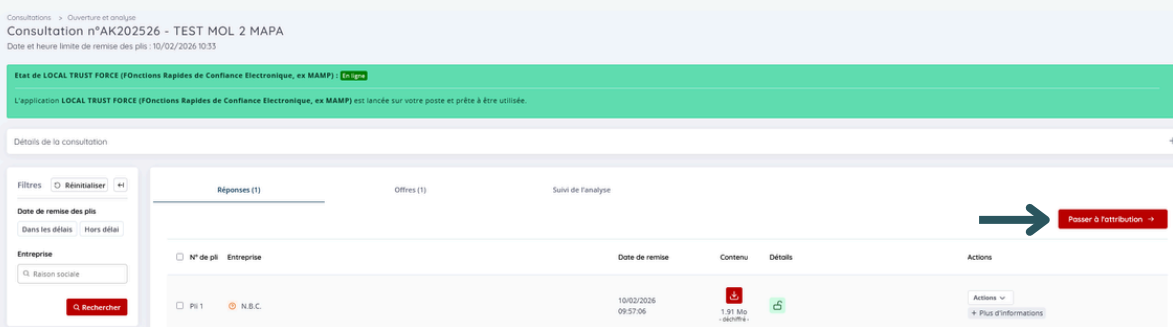 Consultations > Ouverture et analyse
Consultation n°AK202526 - TEST MOL 2 MAPA
Date et heure limite de remise des plis : 10/02/2026 10:33
Etat de LOCAL TRUST FORCE (FOnctions Rapides de Confiance Electronique, ex MAMP) : En ligne
L'application LOCAL TRUST FORCE (FOnctions Rapides de Confiance Electronique, ex MAMP) est lancée sur votre poste et prête à être utilisée.
Détails de la consultation
Filtres Réinitialiser
Réponses (1) Offres (1) Suivi de l'analyse
Date de remise des plis
Dans les délais Hors délai
Passer à l'attribution →
Entreprise
Raison sociale
Rechercher
N° de pli Entreprise Date de remise Contenu Détails Actions
Pli 1 N.B.C. 10/02/2026 09:57:06 1.91 Mo - déchiffré - Actions
+ Plus d'informations